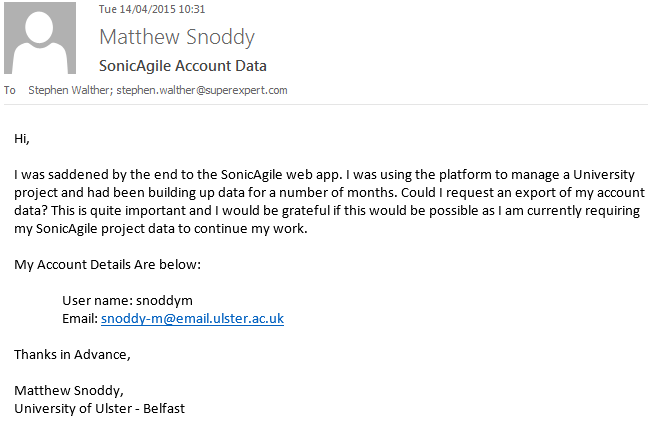 Tue 14/04/2015 10:31
Matthew Snoddy
SonicAgile Account Data
To Stephen Walther; stephen.walther@superexpert.com
Hi,
I was saddened by the end to the SonicAgile web app. I was using the platform to manage a University
project and had been building up data for a number of months. Could I request an export of my account
data? This is quite important and I would be grateful if this would be possible as I am currently requiring
my SonicAgile project data to continue my work.
My Account Details Are below:
User name: snoddym
Email: snoddy-m@email.ulster.ac.uk
Thanks in Advance,
Matthew Snoddy,
University of Ulster - Belfast